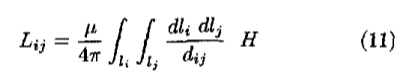 L_{ij} = \frac{\mu}{4\pi} \int_{l_i} \int_{l_j} \frac{dl_i \, dl_j}{d_{ij}} \quad H \qquad (11)